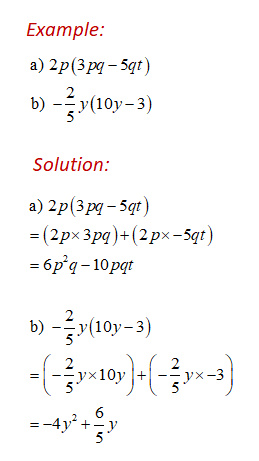 Example:
a) 2p(3pq – 5qt)
b) –2/5 y(10y – 3)
Solution:
a) 2p(3pq – 5qt)
= (2p× 3pq)+(2p×–5qt)
= 6p²q – 10pqt
b) –2/5 y(10y – 3)
= (–2/5 y×10y)+(–2/5 y×–3)
= –4y² + 6/5 y